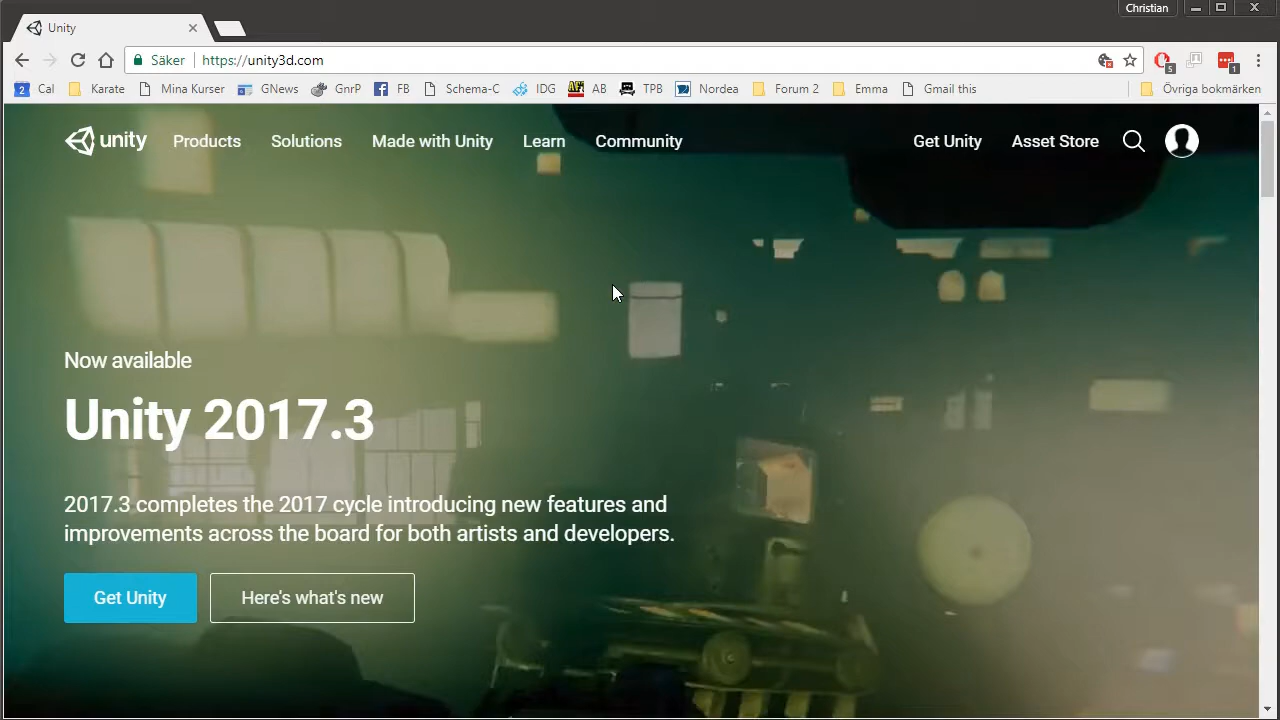 Christian
Unity
Säker https://unity3d.com
5
1
2 Cal Karate Mina Kurser GNews GnrP FB Schema-C IDG AB TPB Nordea Forum 2 Emma Gmail this Övriga bokmärken
unity Products Solutions Made with Unity Learn Community Get Unity Asset Store
Now available
Unity 2017.3
2017.3 completes the 2017 cycle introducing new features and
improvements across the board for both artists and developers.
Get Unity Here's what's new